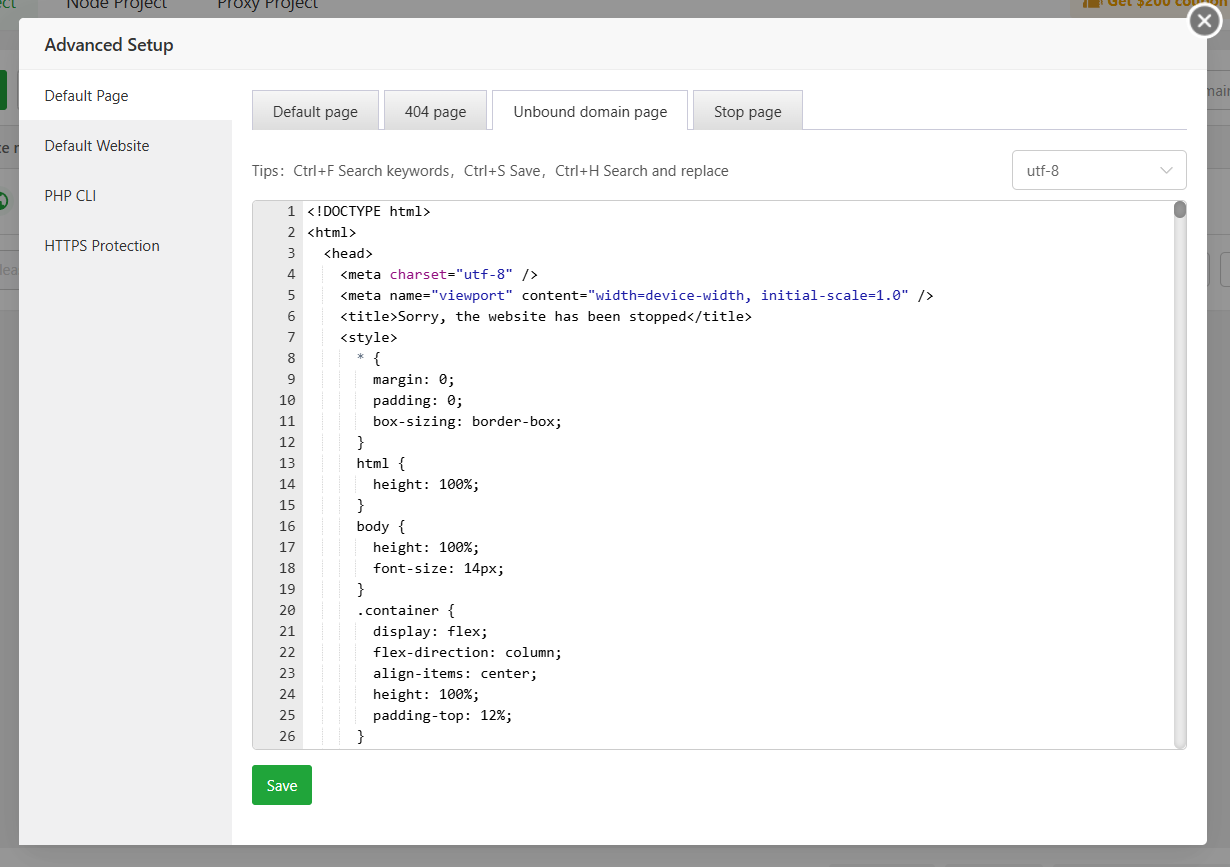 Node Project
Proxy Project
Get $200 coupon
Advanced Setup
Default Page
Default Website
PHP CLI
HTTPS Protection
Default page
404 page
Unbound domain page
Stop page
Tips：Ctrl+F Search keywords，Ctrl+S Save，Ctrl+H Search and replace
utf-8
1 <!DOCTYPE html>
2 <html>
3 <head>
4 <meta charset="utf-8" />
5 <meta name="viewport" content="width=device-width, initial-scale=1.0" />
6 <title>Sorry, the website has been stopped</title>
7 <style>
8 * {
9 margin: 0;
10 padding: 0;
11 box-sizing: border-box;
12 }
13 html {
14 height: 100%;
15 }
16 body {
17 height: 100%;
18 font-size: 14px;
19 }
20 .container {
21 display: flex;
22 flex-direction: column;
23 align-items: center;
24 height: 100%;
25 padding-top: 12%;
26 }
Save